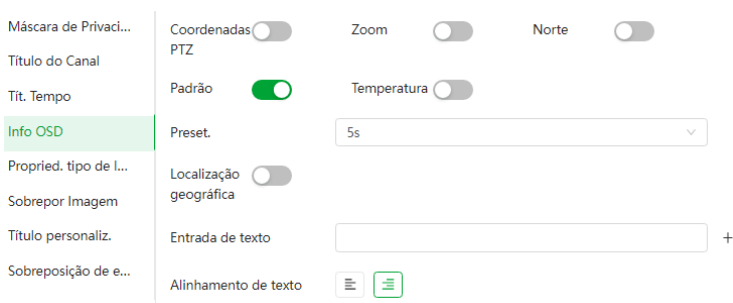 Máscara de Privaci...
Título do Canal
Tít. Tempo
Info OSD
Propried. tipo de l...
Sobrepor Imagem
Título personaliz.
Sobreposição de e...
Coordenadas PTZ
Zoom
Norte
Padrão
Temperatura
Preset.
5s
Localização
geográfica
Entrada de texto
+
Alinhamento de texto